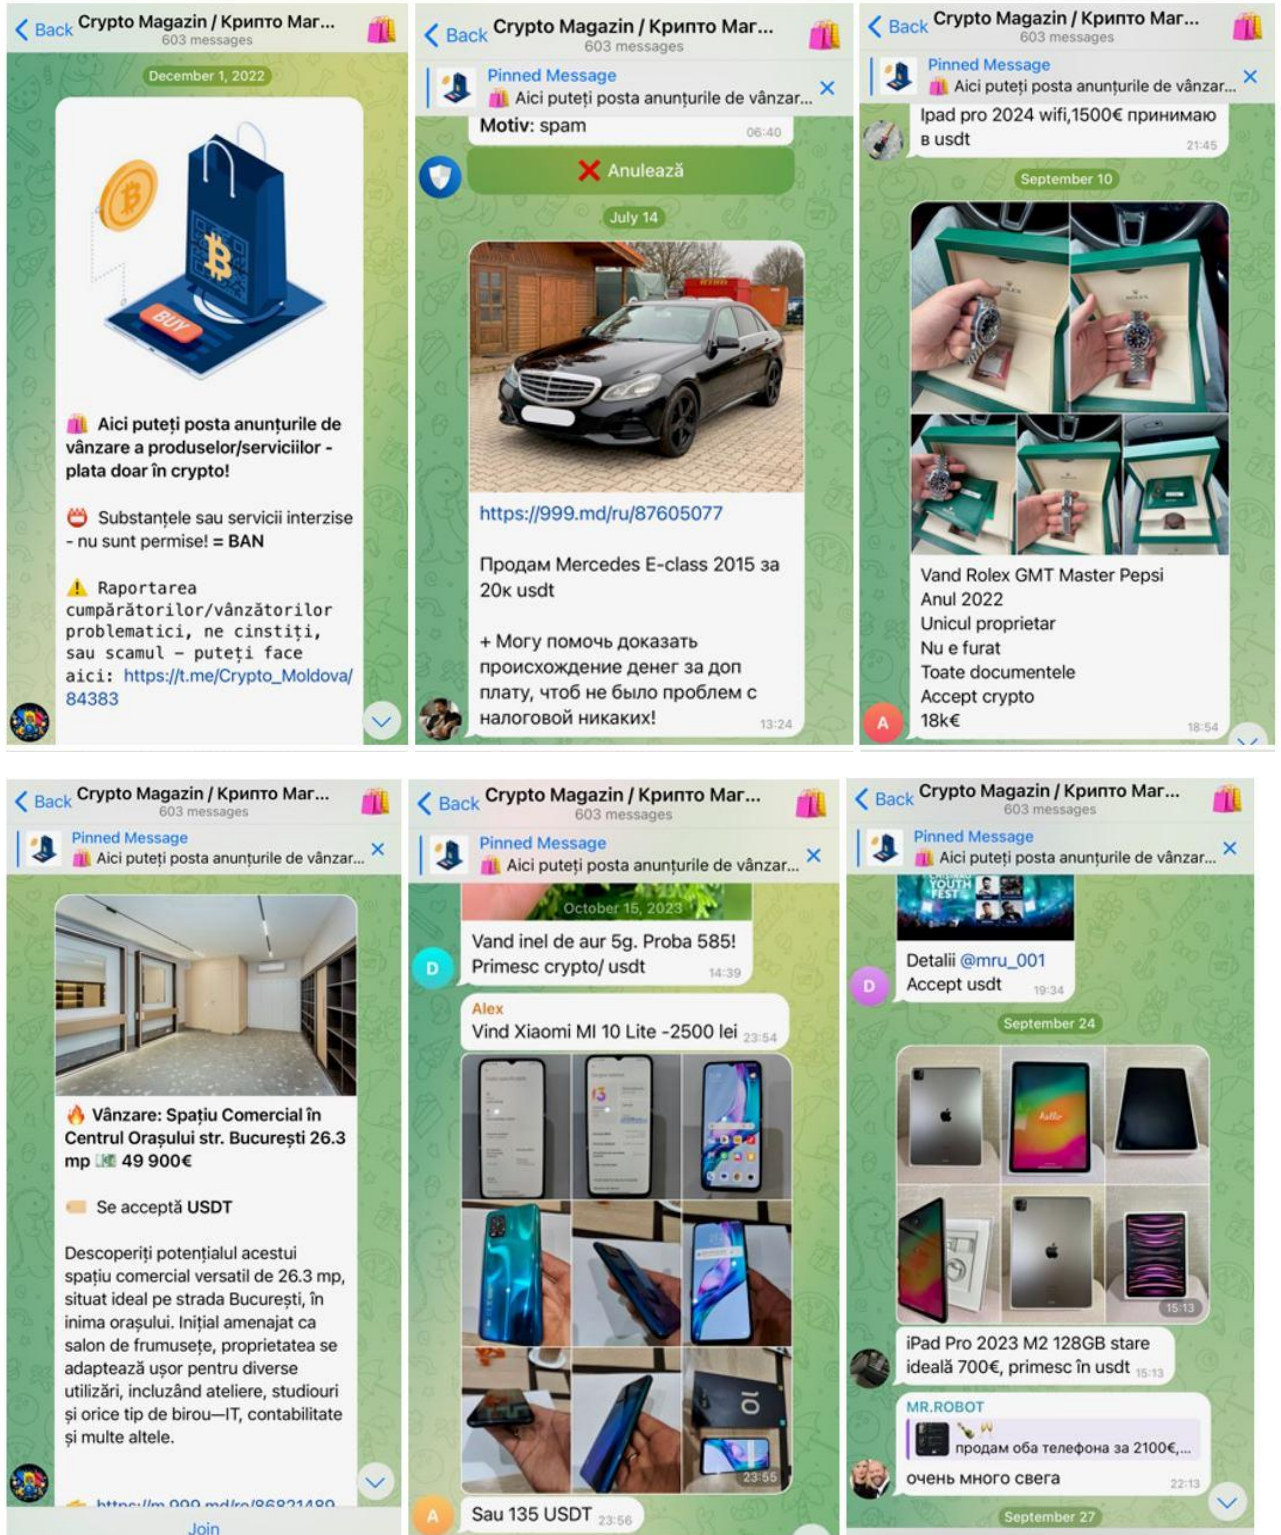 Back
Crypto Magazin / Крипто Маг...
603 messages
December 1, 2022
BUY
Aici puteți posta anunțurile de
vânzare a produselor/serviciilor -
plata doar în crypto!
Substanțele sau servicii interzise
- nu sunt permise! = BAN
Raportarea
cumpărătorilor/vânzătorilor
problematici, ne cinstiți,
sau scamul – puteți face
aici: https://t.me/Crypto_Moldova/
84383
Back
Crypto Magazin / Крипто Маг...
603 messages
Pinned Message
Aici puteți posta anunțurile de vânzar...
Motiv: spam
06:40
Anulează
July 14
https://999.md/ru/87605077
Продам Mercedes E-class 2015 за
20к usdt
+ Могу помочь доказать
происхождение денег за доп
плату, чтоб не было проблем с
налоговой никаких!
13:24
Back
Crypto Magazin / Крипто Маг...
603 messages
Pinned Message
Aici puteți posta anunțurile de vânzar...
Ipad pro 2024 wifi,1500€ принимаю
в usdt
21:45
September 10
ROLEX
Vand Rolex GMT Master Pepsi
Anul 2022
Unicul proprietar
Nu e furat
Toate documentele
Accept crypto
18k€
A
18:54
Back
Crypto Magazin / Крипто Маг...
603 messages
Pinned Message
Aici puteți posta anunțurile de vânzar...
Vânzare: Spațiu Comercial în
Centrul Orașului str. București 26.3
mp 49 900€
Se acceptă USDT
Descoperiți potențialul acestui
spațiu comercial versatil de 26.3 mp,
situat ideal pe strada București, în
inima orașului. Inițial amenajat ca
salon de frumusețe, proprietatea se
adaptează ușor pentru diverse
utilizări, incluzând ateliere, studiouri
și orice tip de birou—IT, contabilitate
și multe altele.
https://m.999.md/ro/86821489
Join
Back
Crypto Magazin / Крипто Маг...
603 messages
Pinned Message
Aici puteți posta anunțurile de vânzar...
October 15, 2023
Vand inel de aur 5g. Proba 585!
Primesc crypto/ usdt
14:39
D
Alex
Vind Xiaomi MI 10 Lite -2500 lei 23:54
23:55
A
Sau 135 USDT 23:56
Back
Crypto Magazin / Крипто Маг...
603 messages
Pinned Message
Aici puteți posta anunțurile de vânzar...
YOUTH
FEST
Detalii @mru_001
Accept usdt
19:34
D
September 24
hello
15:13
iPad Pro 2023 M2 128GB stare
ideală 700€, primesc în usdt 15:13
MR.ROBOT
продам оба телефона за 2100€,...
очень много свега
22:13
September 27